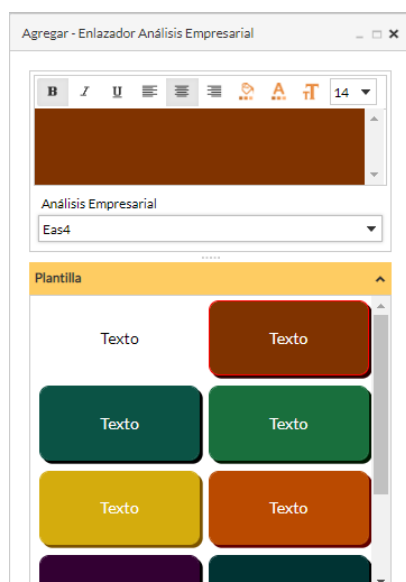 Agregar - Enlazador Análisis Empresarial
B I U 14
Análisis Empresarial
Eas4
Plantilla
Texto Texto
Texto Texto
Texto Texto